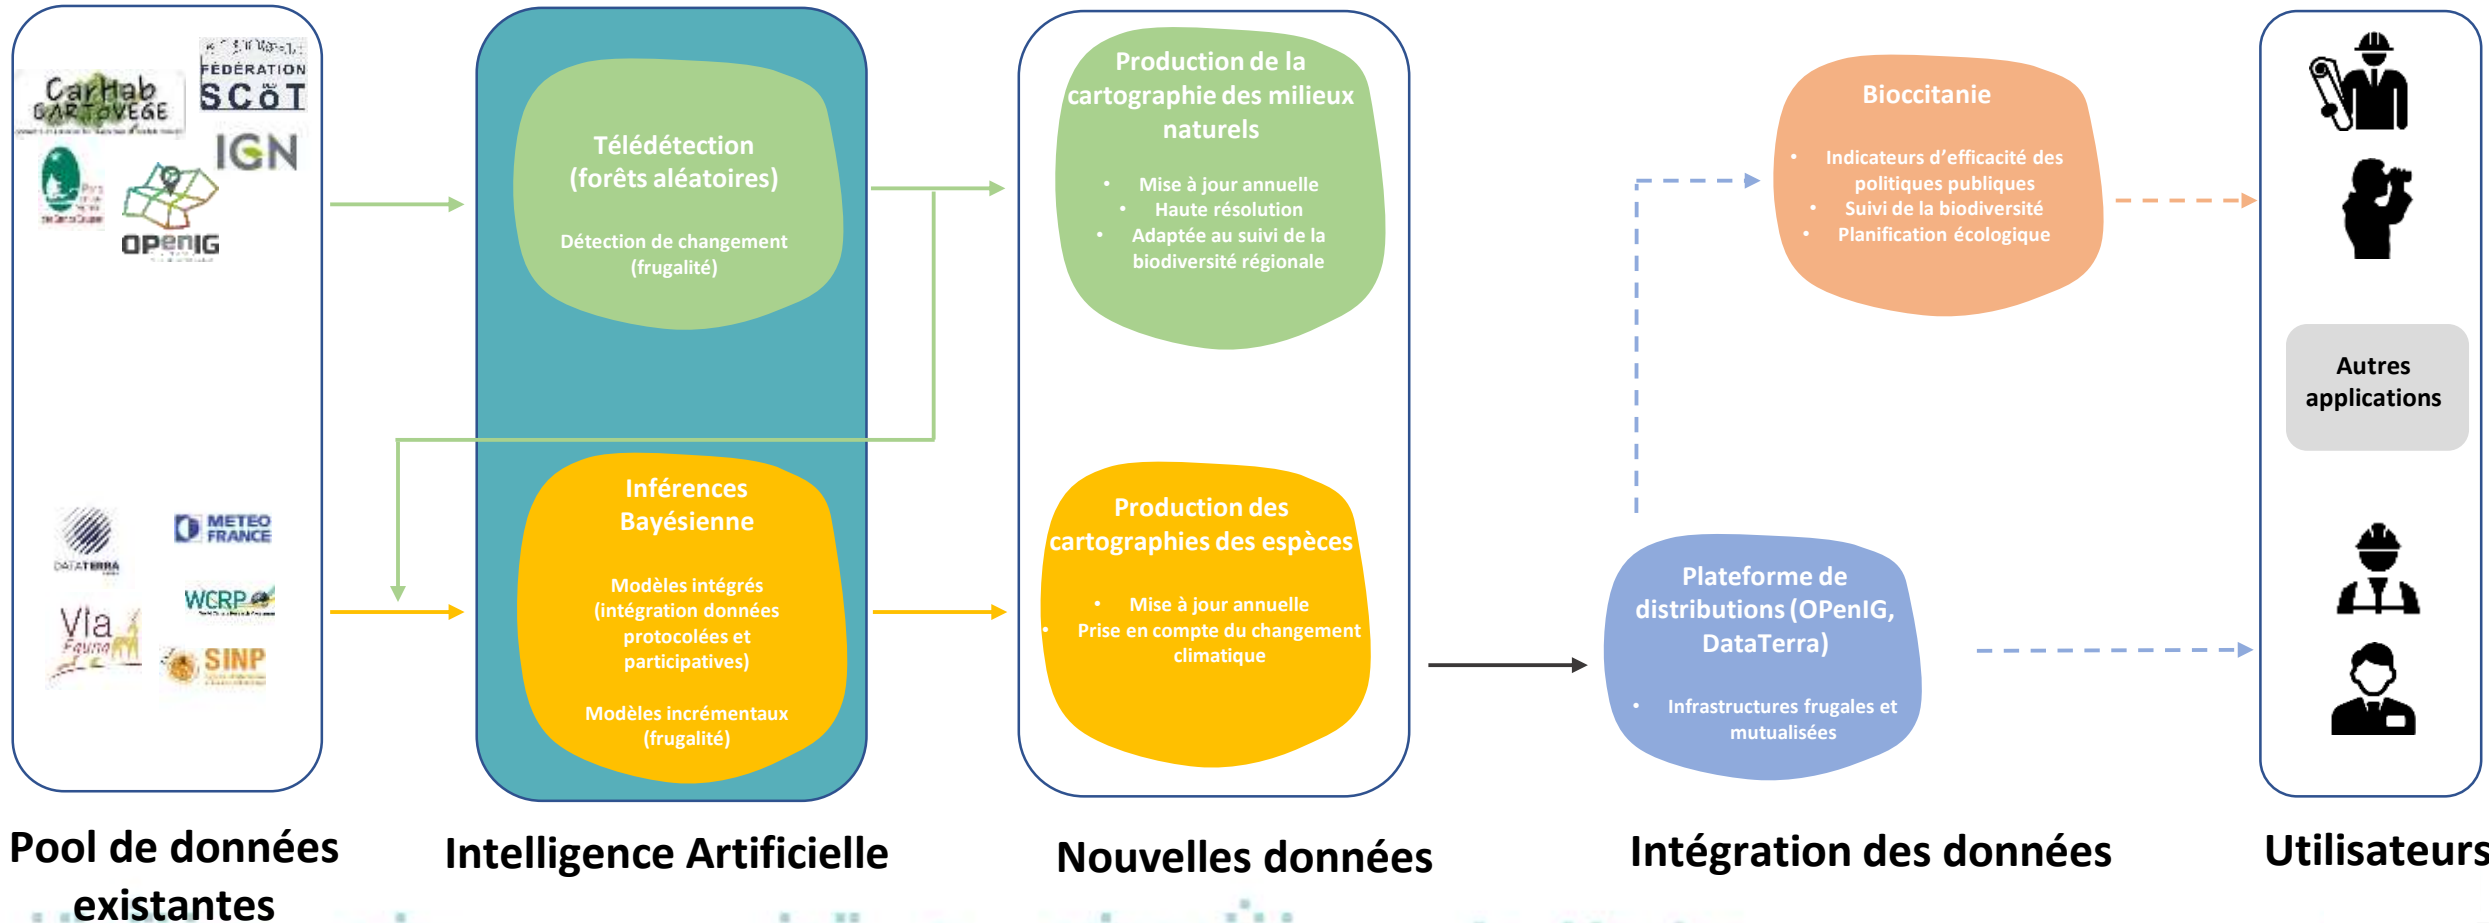 CarHab
CARTOVEGE
FÉDÉRATION
SCOT
IGN
OPenIG
DATATERRA
METEO
FRANCE
WCRP
Via
Fauna
SINP
Pool de données
existantes
Télédétection
(forêts aléatoires)
Détection de changement
(frugalité)
Inférences
Bayésienne
Modèles intégrés
(intégration données
protocolées et
participatives)
Modèles incrémentaux
(frugalité)
Intelligence Artificielle
Production de la
cartographie des milieux
naturels
• Mise à jour annuelle
• Haute résolution
• Adaptée au suivi de la
biodiversité régionale
Production des
cartographies des espèces
• Mise à jour annuelle
• Prise en compte du changement
climatique
Nouvelles données
Bioccitanie
• Indicateurs d’efficacité des
politiques publiques
• Suivi de la biodiversité
• Planification écologique
Plateforme de
distributions (OPenIG,
DataTerra)
• Infrastructures frugales et
mutualisées
Intégration des données
Autres
applications
Utilisateurs